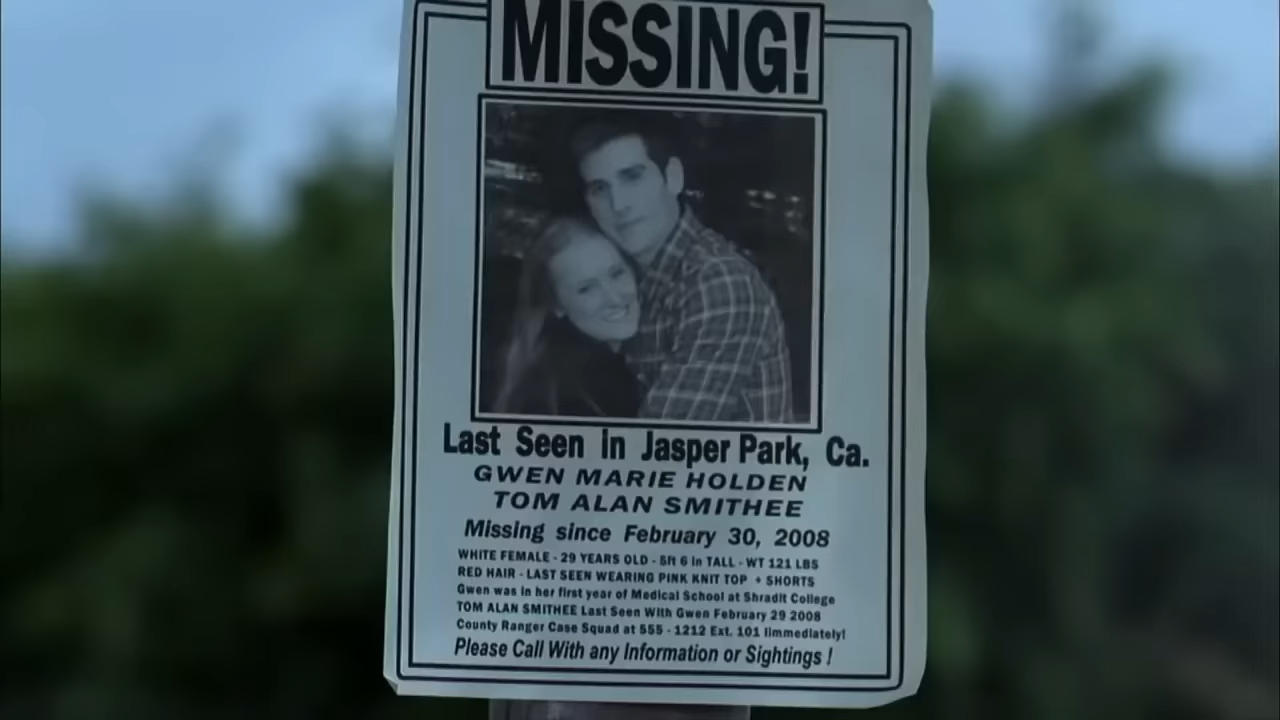 MISSING!
Last Seen in Jasper Park, Ca.
GWEN MARIE HOLDEN
TOM ALAN SMITHEE
Missing since February 30, 2008
WHITE FEMALE - 29 YEARS OLD - 5ft 6 in TALL - WT 121 LBS
RED HAIR - LAST SEEN WEARING PINK KNIT TOP + SHORTS
Gwen was in her first year of Medical School at Shradit College
TOM ALAN SMITHEE Last Seen With Gwen February 29 2008
County Ranger Case Squad at 555 - 1212 Ext. 101 Iimmediately!
Please Call With any Information or Sightings !